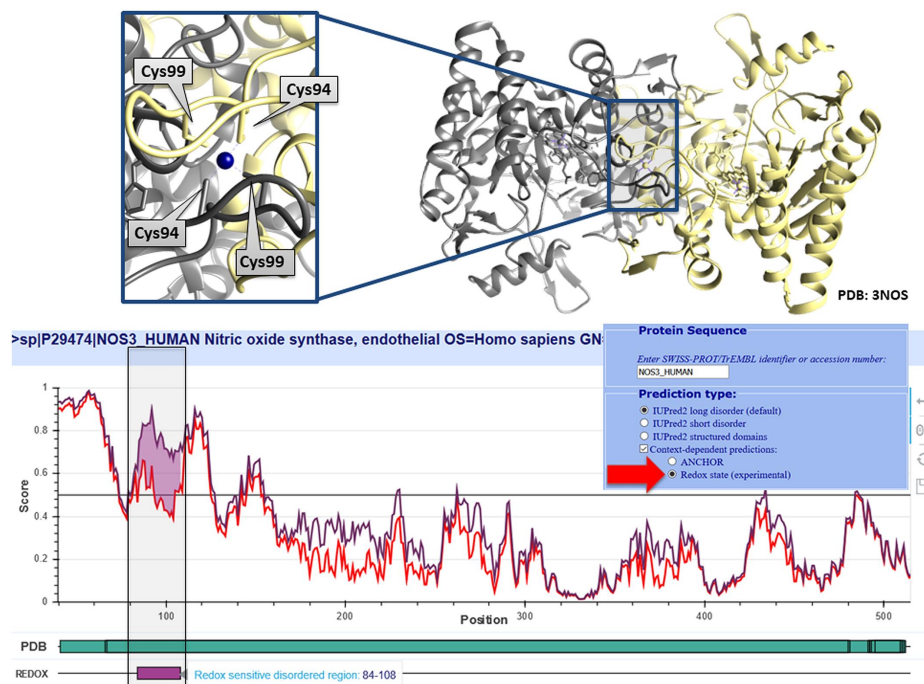 Cys99
Cys94
Cys94
Cys99
PDB: 3NOS
>sp|P29474|NOS3_HUMAN Nitric oxide synthase, endothelial OS=Homo sapiens GN=
Protein Sequence
Enter SWISS-PROT/TrEMBL identifier or accession number:
NOS3_HUMAN
Prediction type:
IUPred2 long disorder (default)
IUPred2 short disorder
IUPred2 structured domains
Context-dependent predictions:
ANCHOR
Redox state (experimental)
1
0.8
0.6
0.4
0.2
0
Score
100
200
300
400
500
Position
PDB
REDOX
Redox sensitive disordered region: 84-108